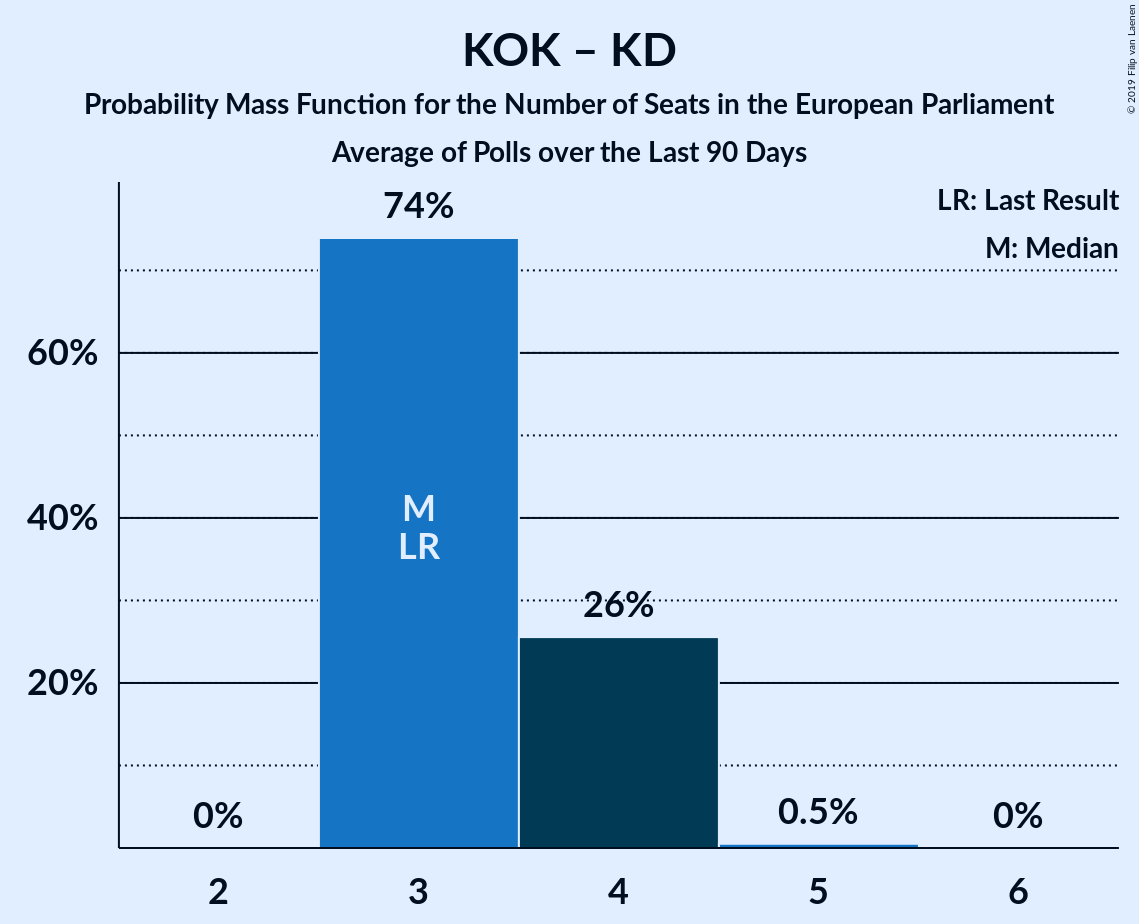 KOK – KD
Probability Mass Function for the Number of Seats in the European Parliament
Average of Polls over the Last 90 Days
© 2019 Filip van Laenen
LR: Last Result
M: Median
74%
60%
M
40%
LR
26%
20%
0%
0.5%
0%
2 3 4 5 6